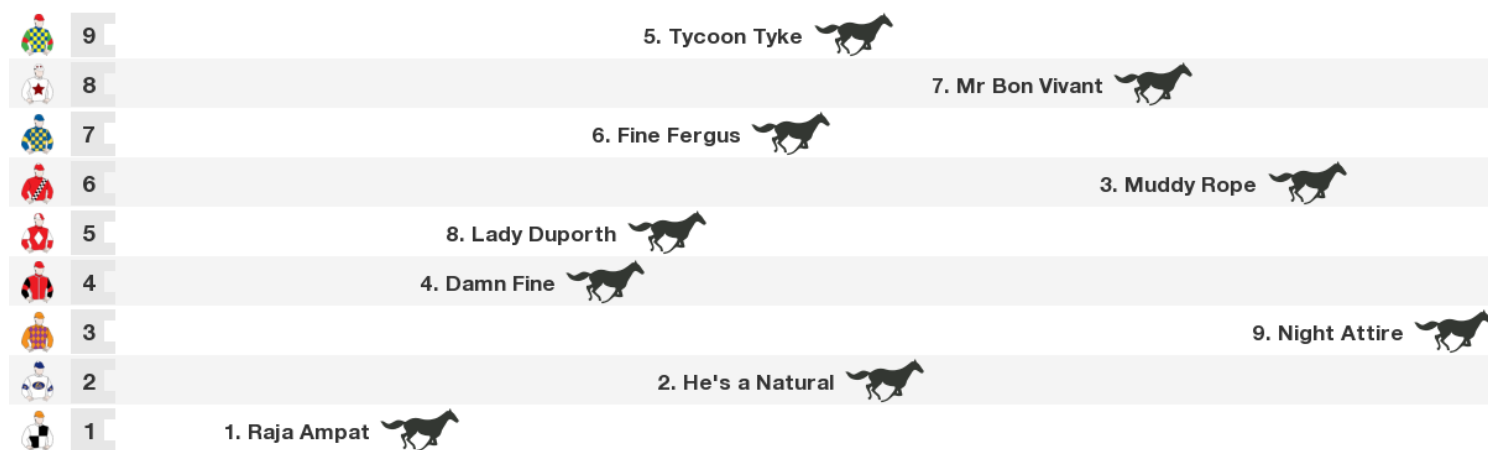 9 5. Tycoon Tyke
8 7. Mr Bon Vivant
7 6. Fine Fergus
6 3. Muddy Rope
5 8. Lady Duporth
4 4. Damn Fine
3 9. Night Attire
2 2. He's a Natural
1 1. Raja Ampat